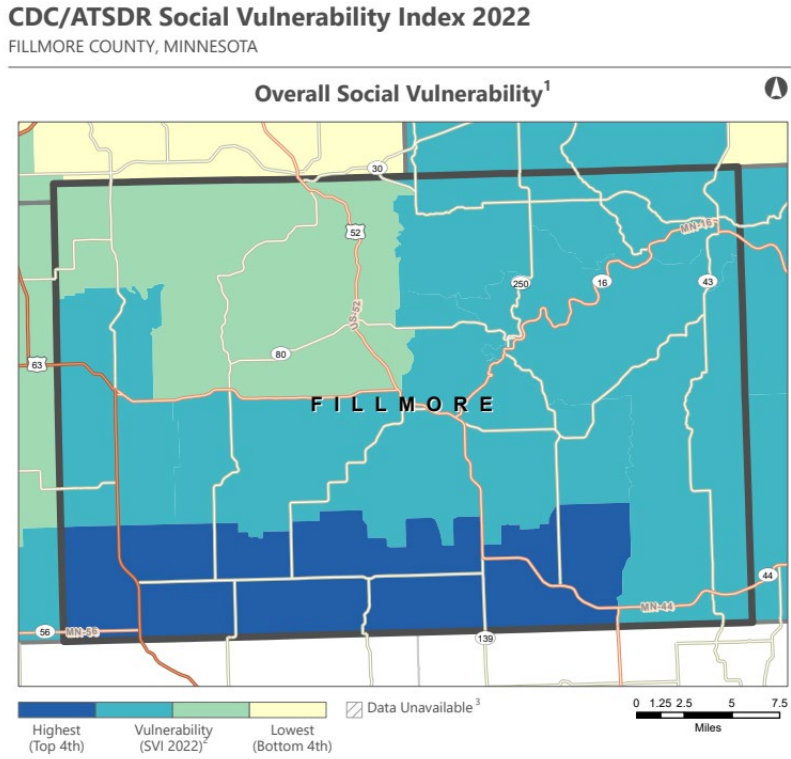 CDC/ATSDR Social Vulnerability Index 2022
FILLMORE COUNTY, MINNESOTA
Overall Social Vulnerability¹
30
52
MN-16
250
16
43
US-52
80
63
FILLMORE
44
MN-44
56
MN-56
139
Highest
(Top 4th)
Vulnerability
(SVI 2022)²
Lowest
(Bottom 4th)
Data Unavailable ³
0 1.25 2.5 5 7.5
Miles